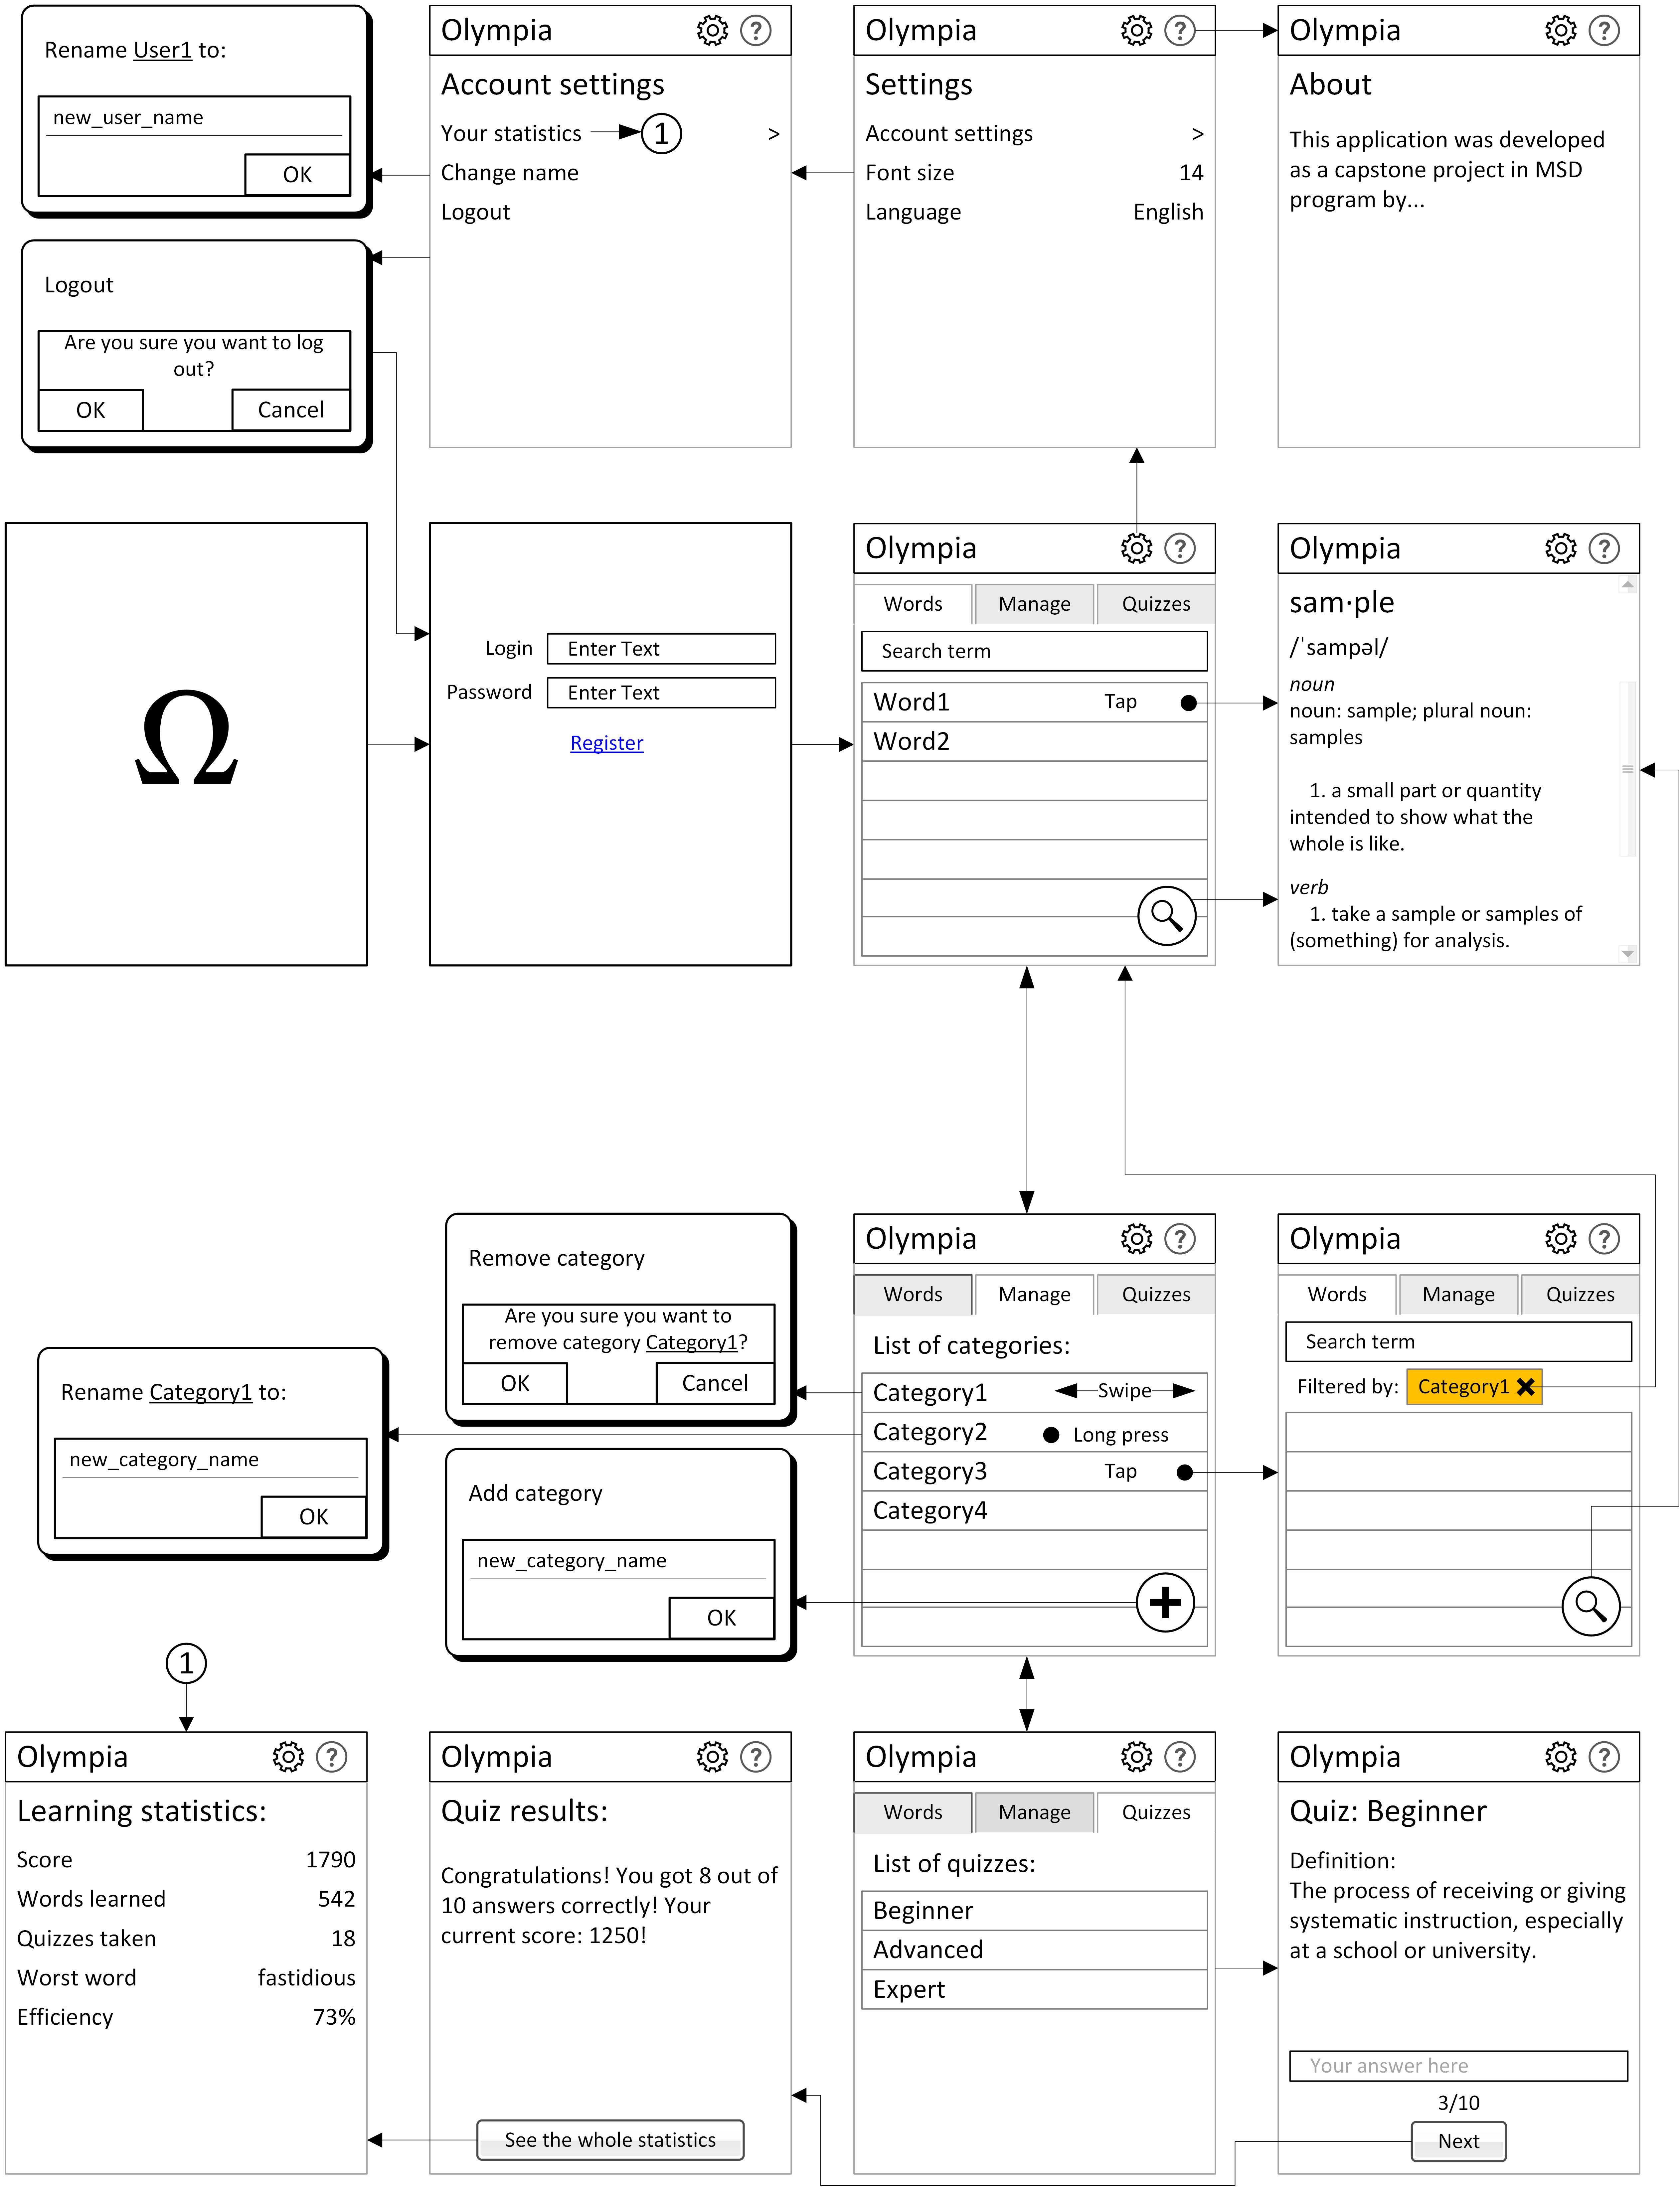 Rename User1 to:
new_user_name
OK
Olympia ?
Account settings
Your statistics 1 >
Change name
Logout
Olympia ?
Settings
Account settings >
Font size 14
Language English
Olympia ?
About
This application was developed
as a capstone project in MSD
program by...
Logout
Are you sure you want to log
out?
OK Cancel
Ω
Login Enter Text
Password Enter Text
Register
Olympia ?
Words Manage Quizzes
Search term
Word1 Tap
Word2
Olympia ?
sam·ple
/ˈsampəl/
noun
noun: sample; plural noun:
samples
1. a small part or quantity
intended to show what the
whole is like.
verb
1. take a sample or samples of
(something) for analysis.
Remove category
Are you sure you want to
remove category Category1?
OK Cancel
Rename Category1 to:
new_category_name
OK
Add category
new_category_name
OK
Olympia ?
Words Manage Quizzes
List of categories:
Category1 Swipe
Category2 Long press
Category3 Tap
Category4
Olympia ?
Words Manage Quizzes
Search term
Filtered by: Category1
1
Olympia ?
Learning statistics:
Score 1790
Words learned 542
Quizzes taken 18
Worst word fastidious
Efficiency 73%
Olympia ?
Quiz results:
Congratulations! You got 8 out of
10 answers correctly! Your
current score: 1250!
See the whole statistics
Olympia ?
Words Manage Quizzes
List of quizzes:
Beginner
Advanced
Expert
Olympia ?
Quiz: Beginner
Definition:
The process of receiving or giving
systematic instruction, especially
at a school or university.
Your answer here
3/10
Next